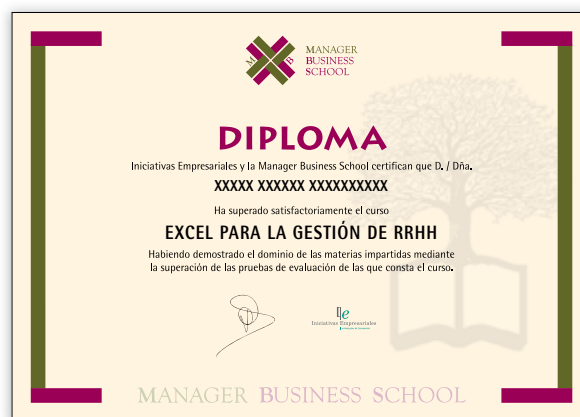 M B
MANAGER
BUSINESS
SCHOOL
DIPLOMA
Iniciativas Empresariales y la Manager Business School certifican que D. / Dña.
XXXXX XXXXXX XXXXXXXXXX
Ha superado satisfactoriamente el curso
EXCEL PARA LA GESTIÓN DE RRHH
Habiendo demostrado el dominio de las materias impartidas mediante
la superación de las pruebas de evaluación de las que consta el curso.
Iniciativas Empresariales
MANAGER BUSINESS SCHOOL